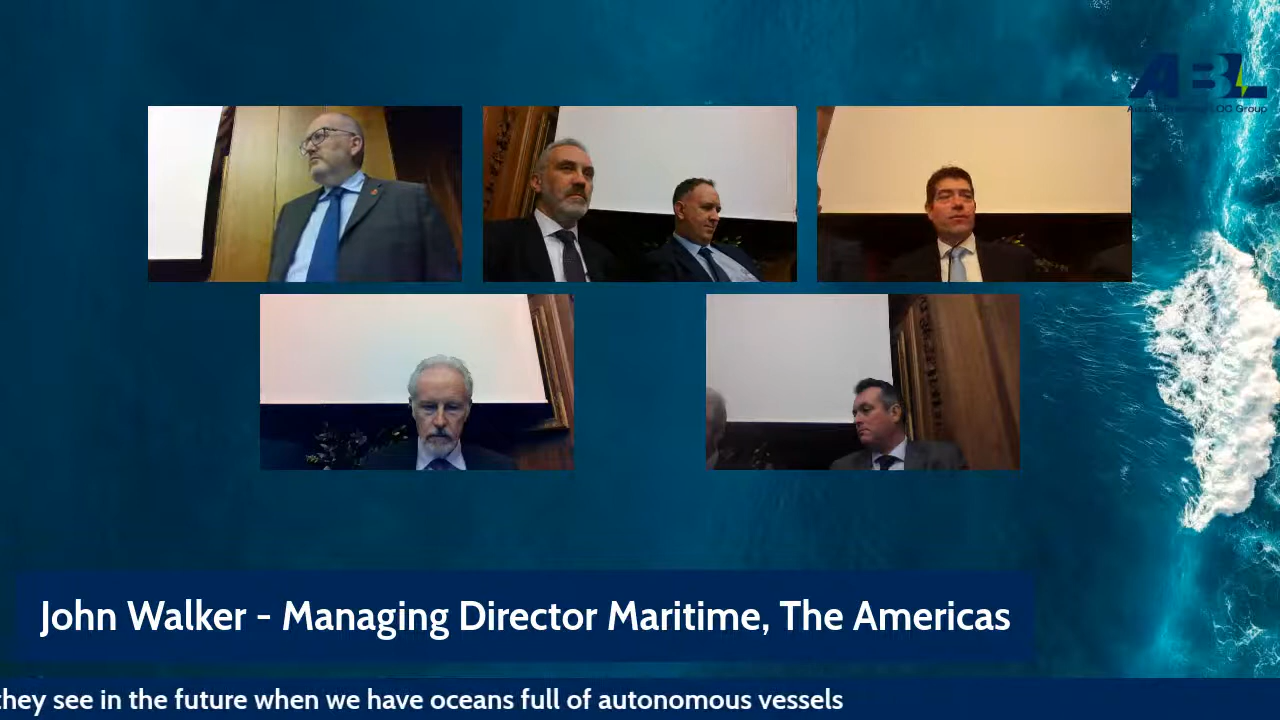 ABL
John Walker - Managing Director Maritime, The Americas
they see in the future when we have oceans full of autonomous vessels